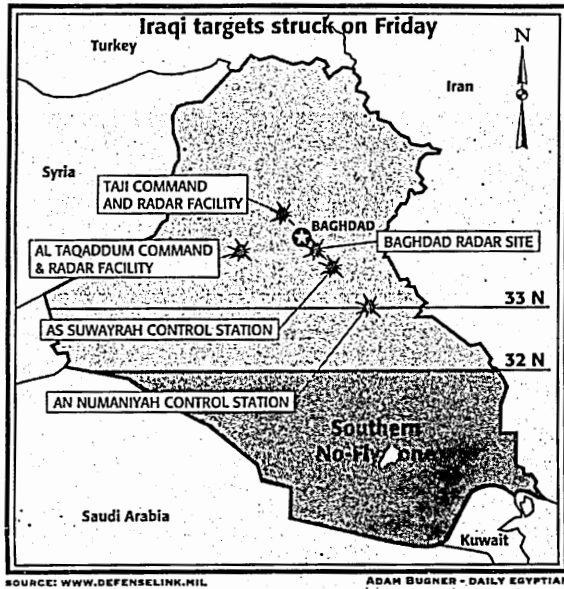 Iraqi targets struck on Friday
Turkey
N
Iran
Syria
TAJI COMMAND
AND RADAR FACILITY
BAGHDAD
BAGHDAD RADAR SITE
AL TAQADDUM COMMAND
& RADAR FACILITY
33 N
AS SUWAYRAH CONTROL STATION
32 N
AN NUMANIYAH CONTROL STATION
Southern
No-Fly Zone
Saudi Arabia
Kuwait
SOURCE: WWW.DEFENSELINK.MIL
ADAM BUGNER - DAILY EGYPTIAN